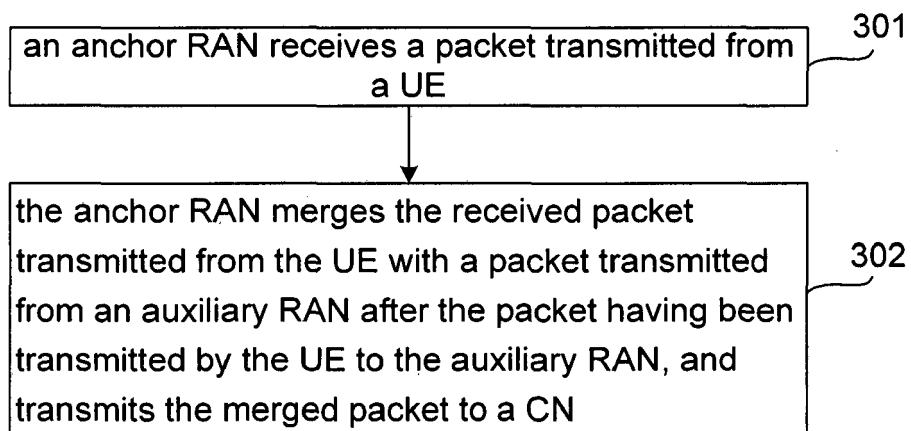 an anchor RAN receives a packet transmitted from
a UE
301
the anchor RAN merges the received packet
transmitted from the UE with a packet transmitted
from an auxiliary RAN after the packet having been
transmitted by the UE to the auxiliary RAN, and
transmits the merged packet to a CN
302